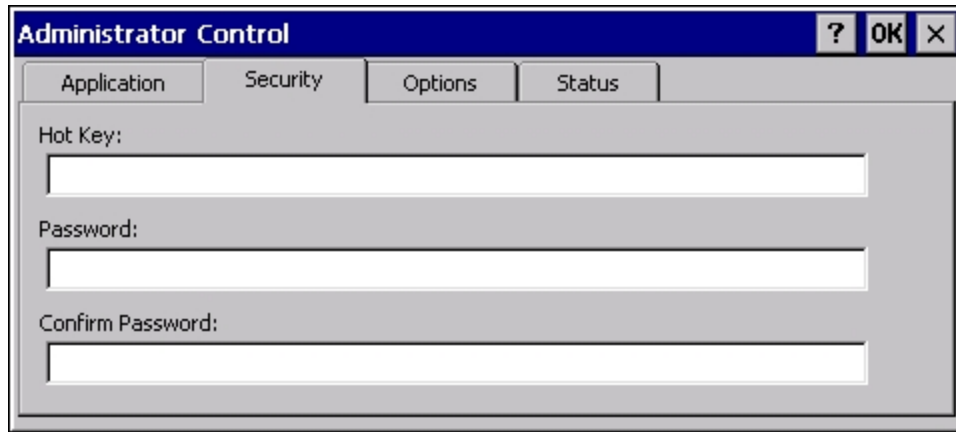 Administrator Control ? OK ×
Application Security Options Status
Hot Key:
Password:
Confirm Password: